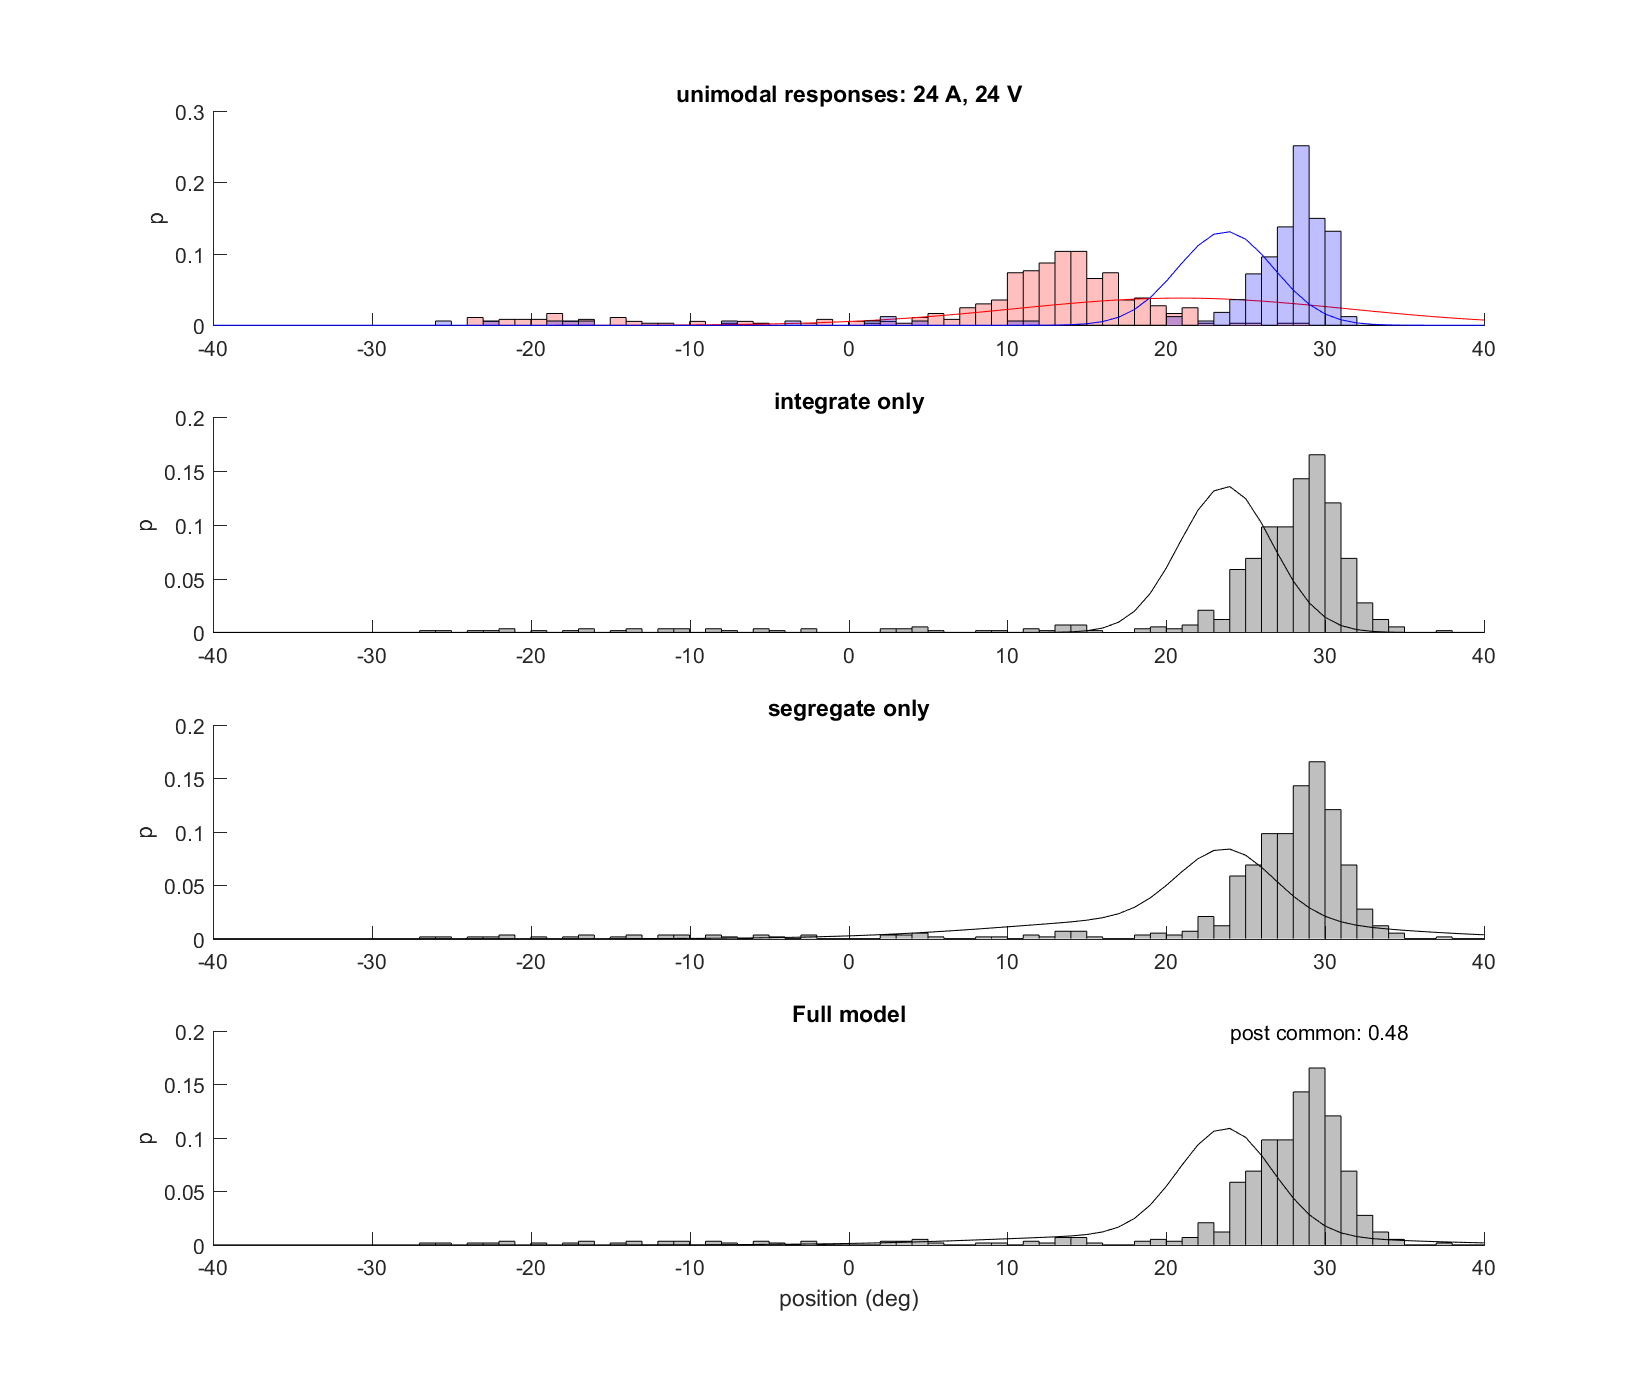 unimodal responses: 24 A, 24 V
0.3
0.2
0.1
0
p
-40 -30 -20 -10 0 10 20 30 40
integrate only
0.2
0.15
0.1
0.05
0
p
-40 -30 -20 -10 0 10 20 30 40
segregate only
0.2
0.15
0.1
0.05
0
p
-40 -30 -20 -10 0 10 20 30 40
Full model
post common: 0.48
0.2
0.15
0.1
0.05
0
p
-40 -30 -20 -10 0 10 20 30 40
position (deg)